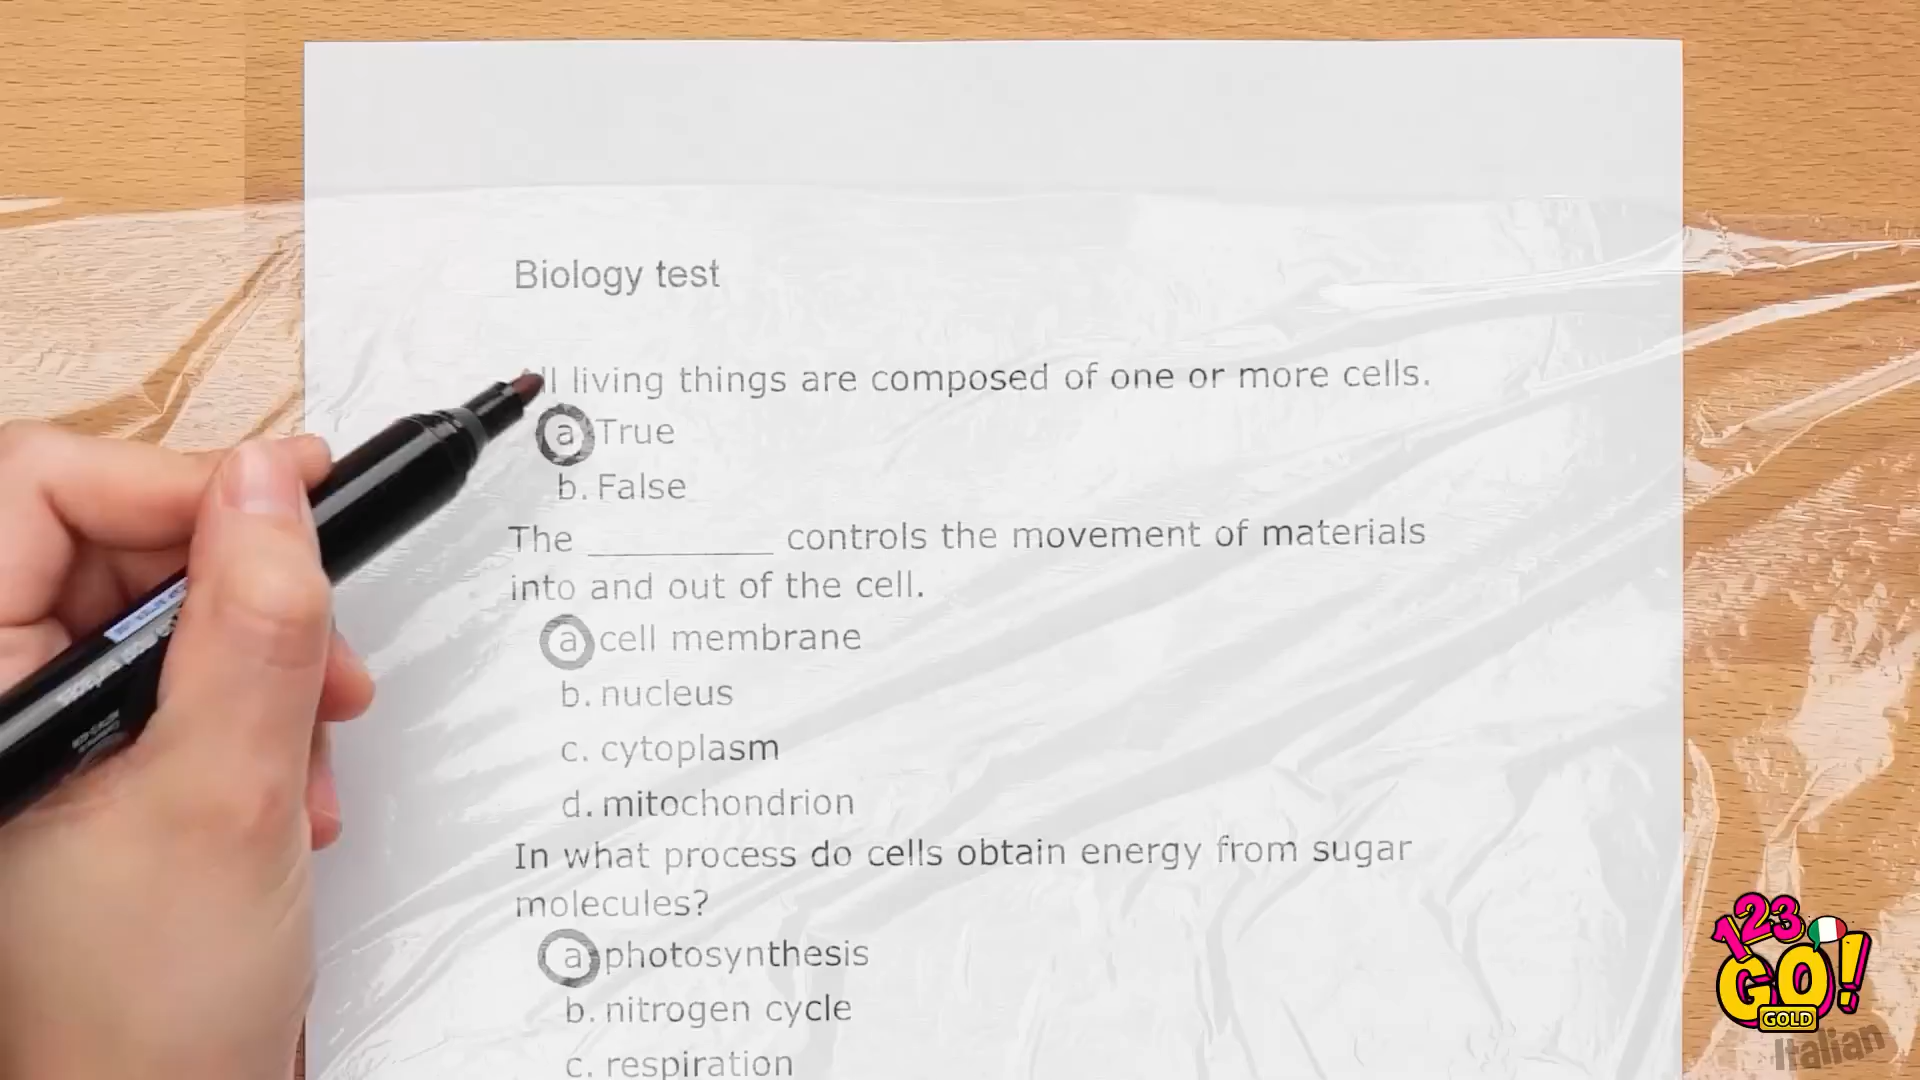 Biology test
All living things are composed of one or more cells.
a True
b. False
The __________ controls the movement of materials
into and out of the cell.
a cell membrane
b. nucleus
c. cytoplasm
d. mitochondrion
In what process do cells obtain energy from sugar
molecules?
a photosynthesis
b. nitrogen cycle
c. respiration
123
GO!
GOLD
Italian